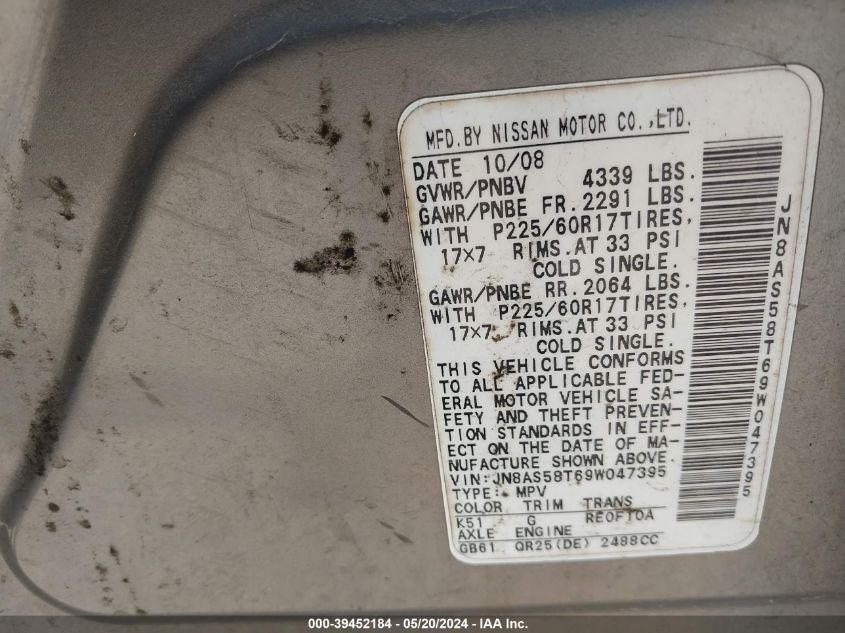 MFD.BY NISSAN MOTOR CO.,LTD.
DATE 10/08
GVWR/PNBV 4339 LBS.
GAWR/PNBE FR.2291 LBS.
WITH P225/60R17TIRES,
17×7 RIMS.AT 33 PSI
COLD SINGLE.
GAWR/PNBE RR.2064 LBS.
WITH P225/60R17TIRES,
17×7 RIMS.AT 33 PSI
COLD SINGLE.
THIS VEHICLE CONFORMS
TO ALL APPLICABLE FED-
ERAL MOTOR VEHICLE SA-
FETY AND THEFT PREVEN-
TION STANDARDS IN EFF-
ECT ON THE DATE OF MA-
NUFACTURE SHOWN ABOVE.
VIN:JN8AS58T69W047395
TYPE: MPV
COLOR TRIM TRANS
K51 G RE0F10A
AXLE ENGINE
GB61 QR25(DE) 2488CC
JN8AS58T69W047395
000-39452184 - 05/20/2024 - IAA Inc.